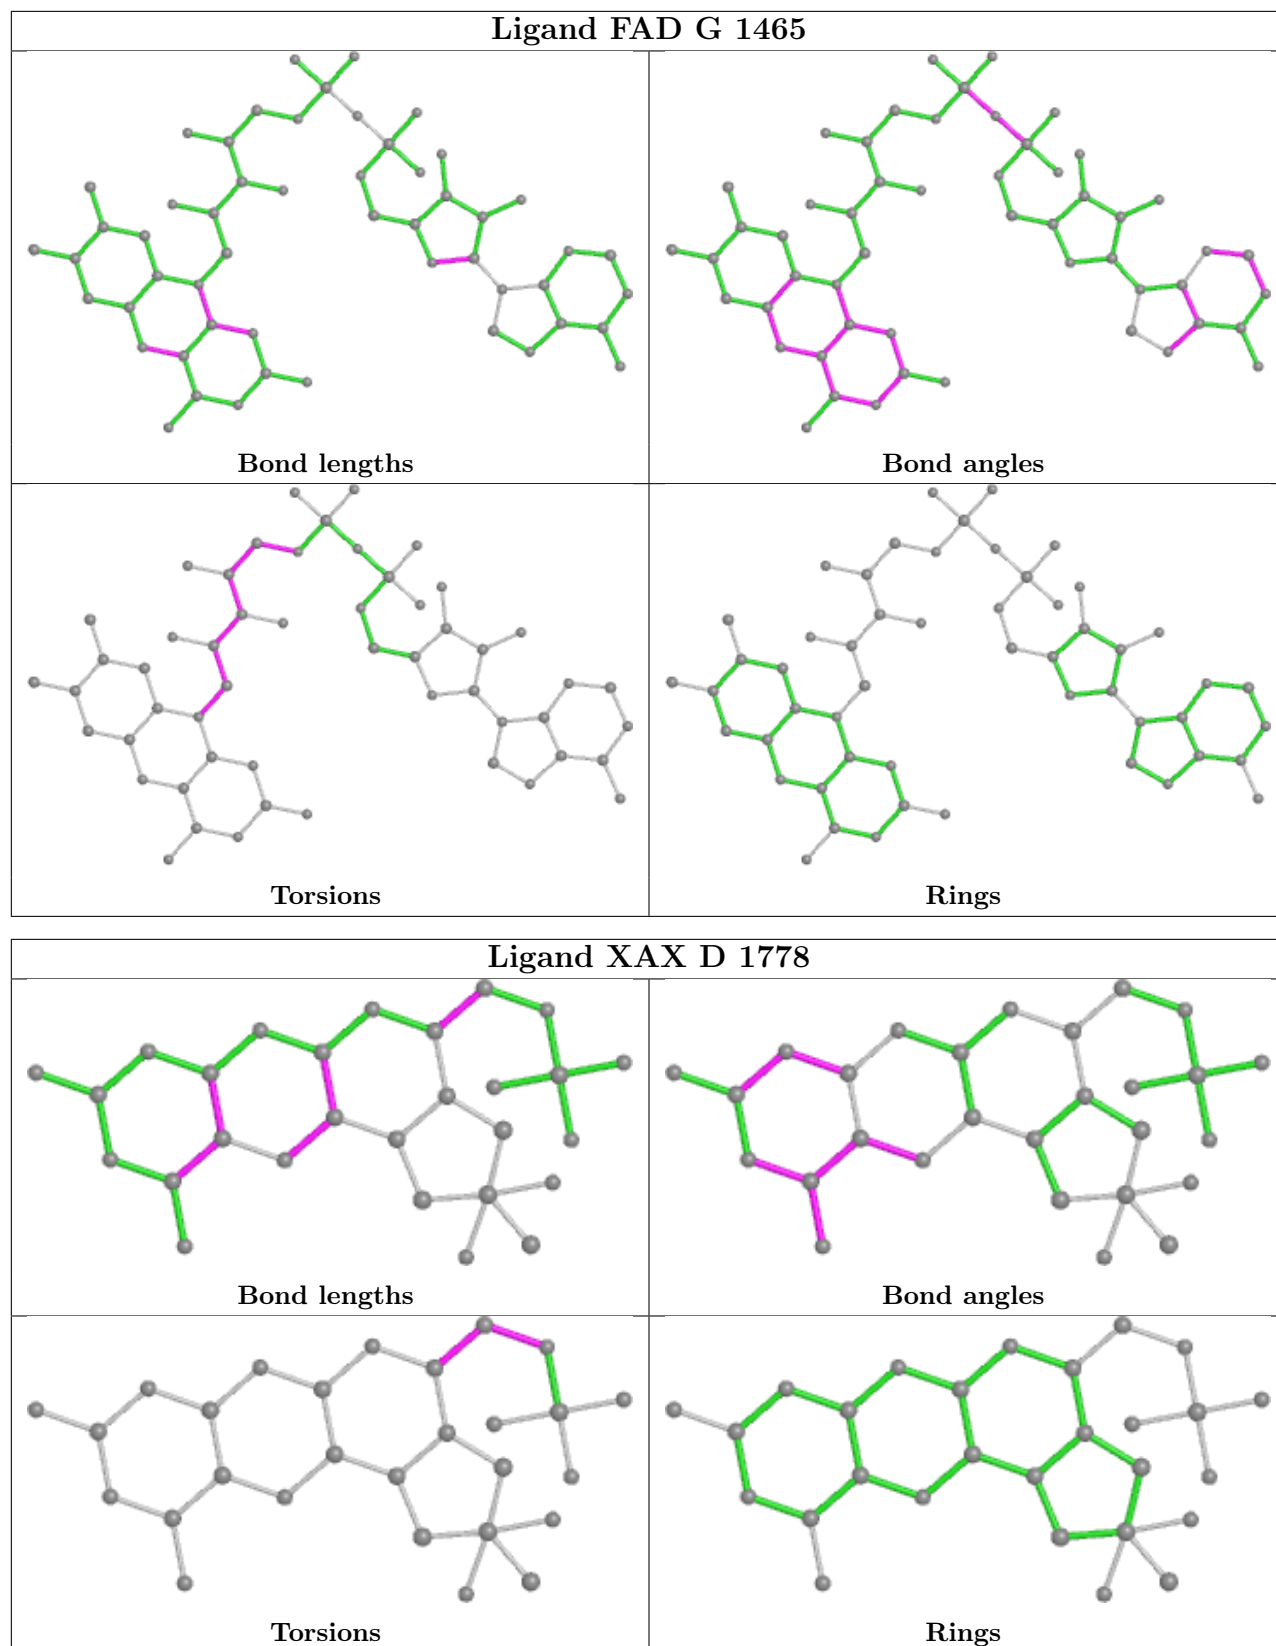 Ligand FAD G 1465
Bond lengths
Bond angles
Torsions
Rings
Ligand XAX D 1778
Bond lengths
Bond angles
Torsions
Rings